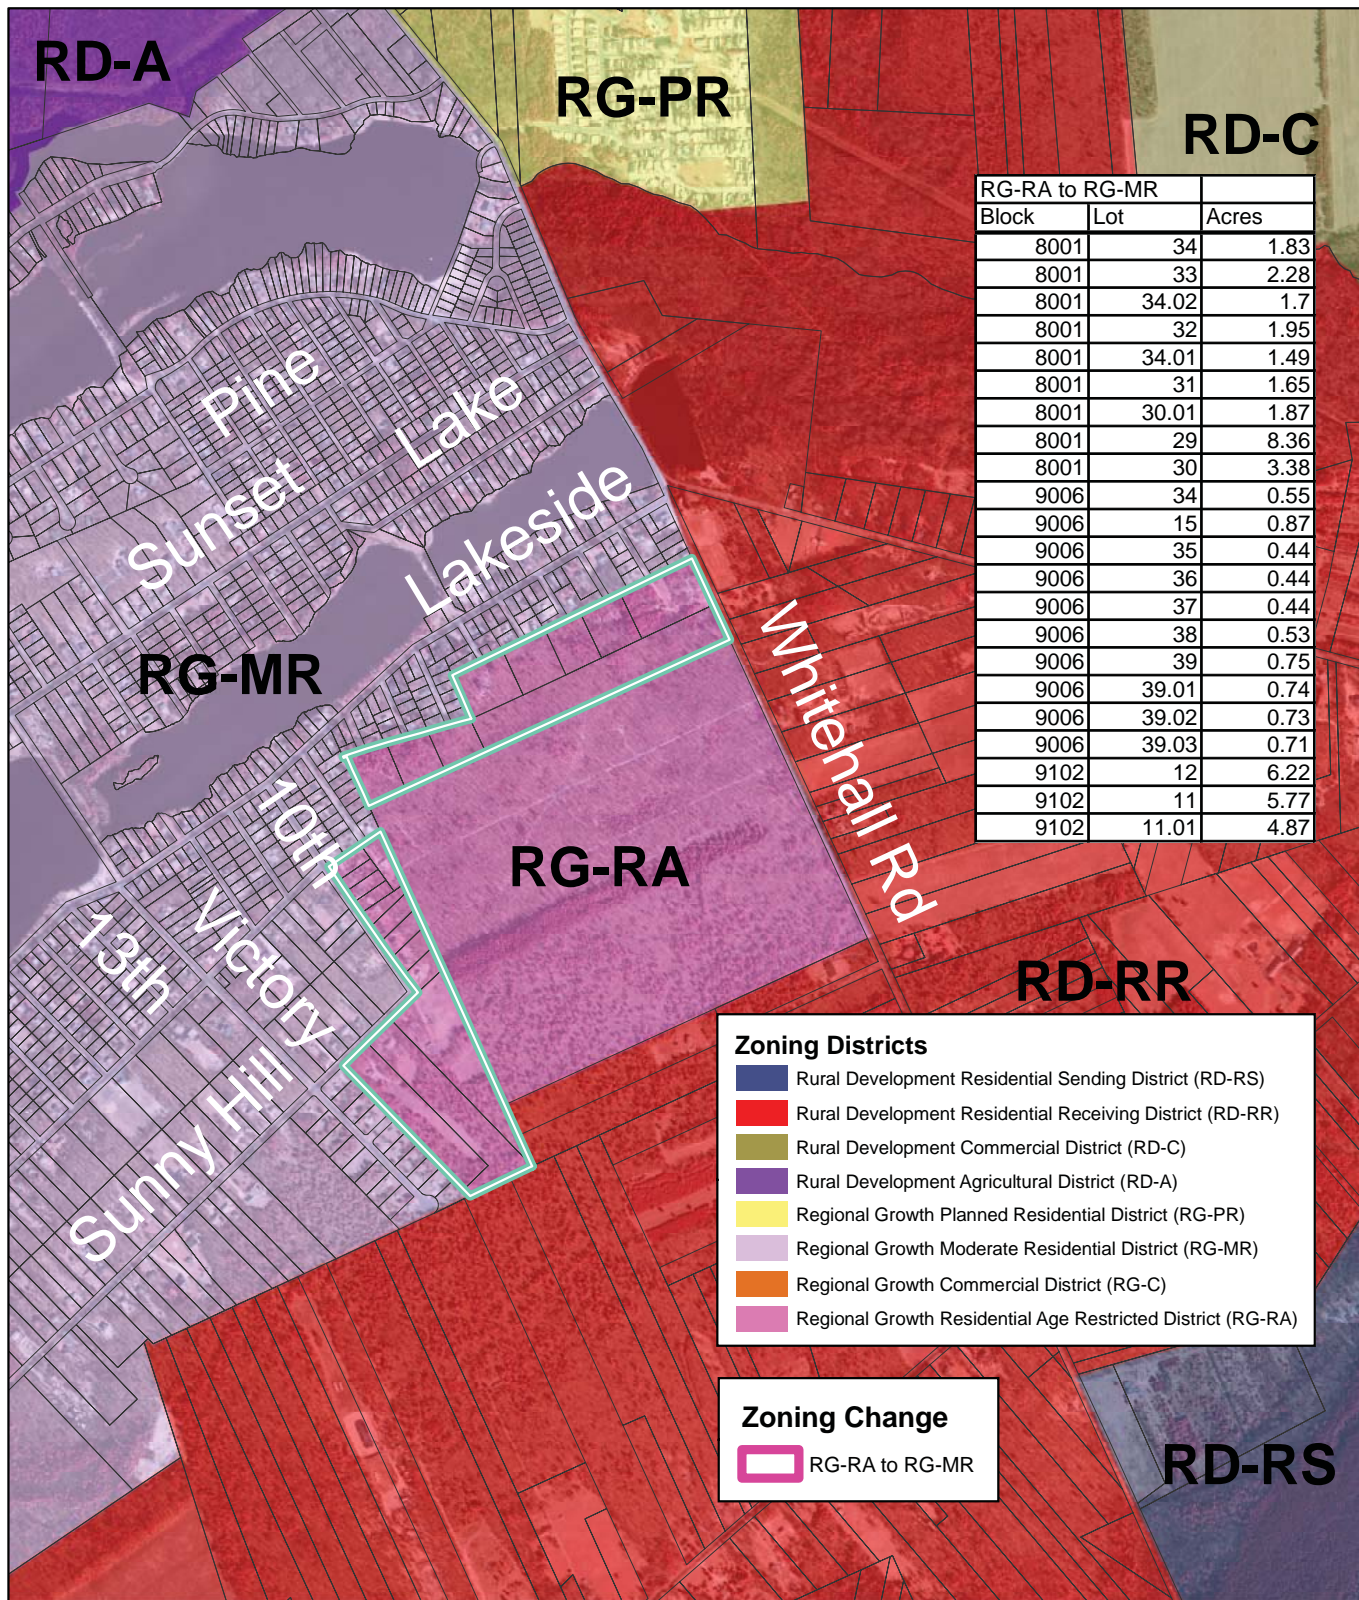 RD-A
RG-PR
RD-C
RG-RA to RG-MR
Block Lot Acres
8001 34 1.83
8001 33 2.28
8001 34.02 1.7
8001 32 1.95
8001 34.01 1.49
8001 31 1.65
8001 30.01 1.87
8001 29 8.36
8001 30 3.38
9006 34 0.55
9006 15 0.87
9006 35 0.44
9006 36 0.44
9006 37 0.44
9006 38 0.53
9006 39 0.75
9006 39.01 0.74
9006 39.02 0.73
9006 39.03 0.71
9102 12 6.22
9102 11 5.77
9102 11.01 4.87
Pine
Lake
Sunset
Lakeside
RG-MR
Whitehall Rd
10th
RG-RA
Victory
13th
RD-RR
Sunny Hill
Zoning Districts
Rural Development Residential Sending District (RD-RS)
Rural Development Residential Receiving District (RD-RR)
Rural Development Commercial District (RD-C)
Rural Development Agricultural District (RD-A)
Regional Growth Planned Residential District (RG-PR)
Regional Growth Moderate Residential District (RG-MR)
Regional Growth Commercial District (RG-C)
Regional Growth Residential Age Restricted District (RG-RA)
Zoning Change
RG-RA to RG-MR
RD-RS